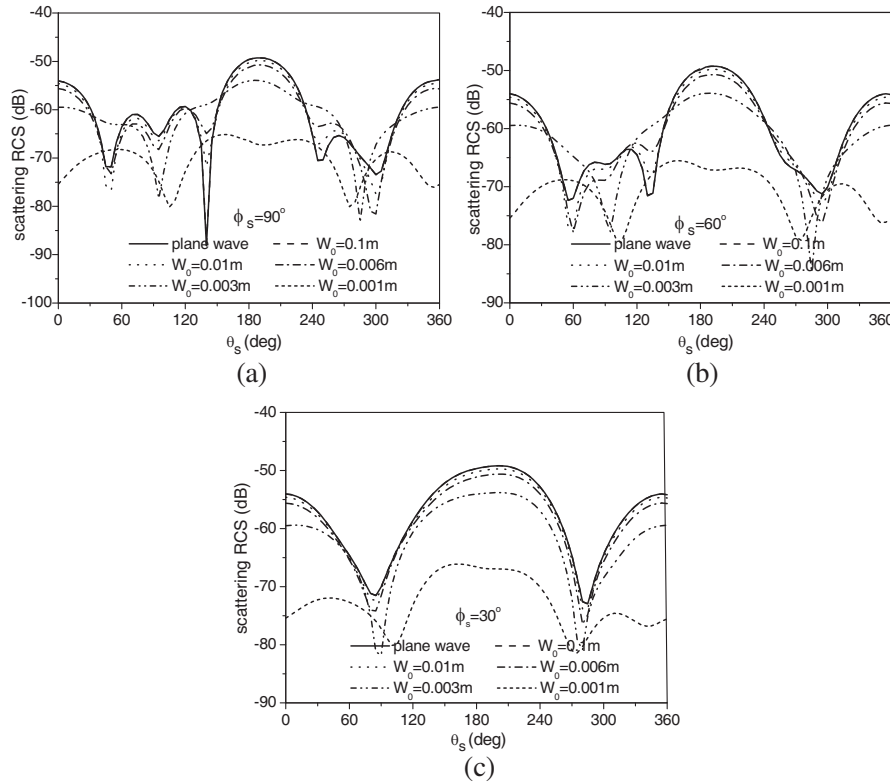 -40
-50
-60
-70
-80
-90
-100
scattering RCS (dB)
ϕs=90°
plane wave
W0=0.1m
W0=0.01m
W0=0.006m
W0=0.003m
W0=0.001m
0 60 120 180 240 300 360
θs(deg)
(a)
-40
-50
-60
-70
-80
-90
scattering RCS (dB)
ϕs=60°
plane wave
W0=0.1m
W0=0.01m
W0=0.006m
W0=0.003m
W0=0.001m
0 60 120 180 240 300 360
θs(deg)
(b)
-40
-50
-60
-70
-80
-90
scattering RCS (dB)
ϕs=30°
plane wave
W0=0.1m
W0=0.01m
W0=0.006m
W0=0.003m
W0=0.001m
0 60 120 180 240 300 360
θs(deg)
(c)